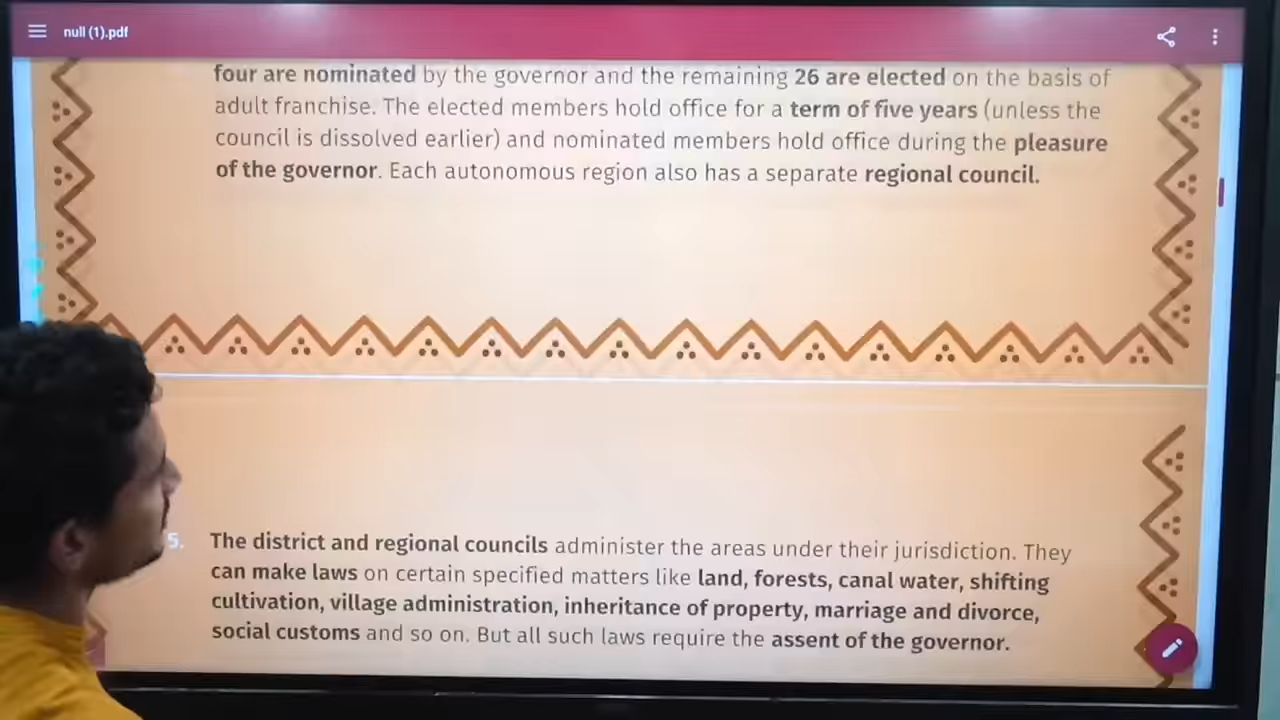 null (1).pdf
four are nominated by the governor and the remaining 26 are elected on the basis of
adult franchise. The elected members hold office for a term of five years (unless the
council is dissolved earlier) and nominated members hold office during the pleasure
of the governor. Each autonomous region also has a separate regional council.
5. The district and regional councils administer the areas under their jurisdiction. They
can make laws on certain specified matters like land, forests, canal water, shifting
cultivation, village administration, inheritance of property, marriage and divorce,
social customs and so on. But all such laws require the assent of the governor.